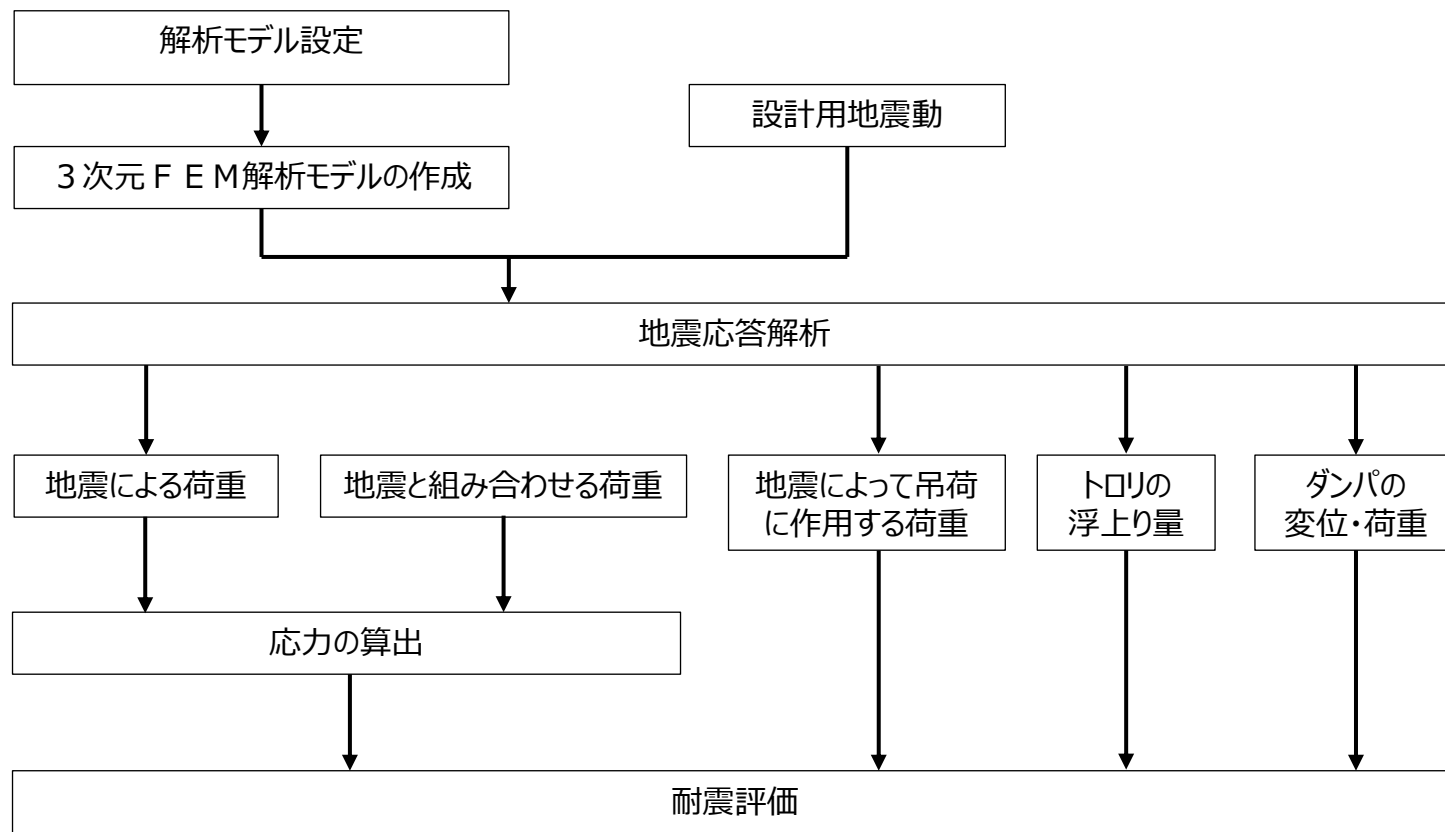 解析モデル設定
設計用地震動
３次元ＦＥＭ解析モデルの作成
地震応答解析
地震による荷重
地震と組み合わせる荷重
地震によって吊荷
に作用する荷重
トロリの
浮上り量
ダンパの
変位・荷重
応力の算出
耐震評価